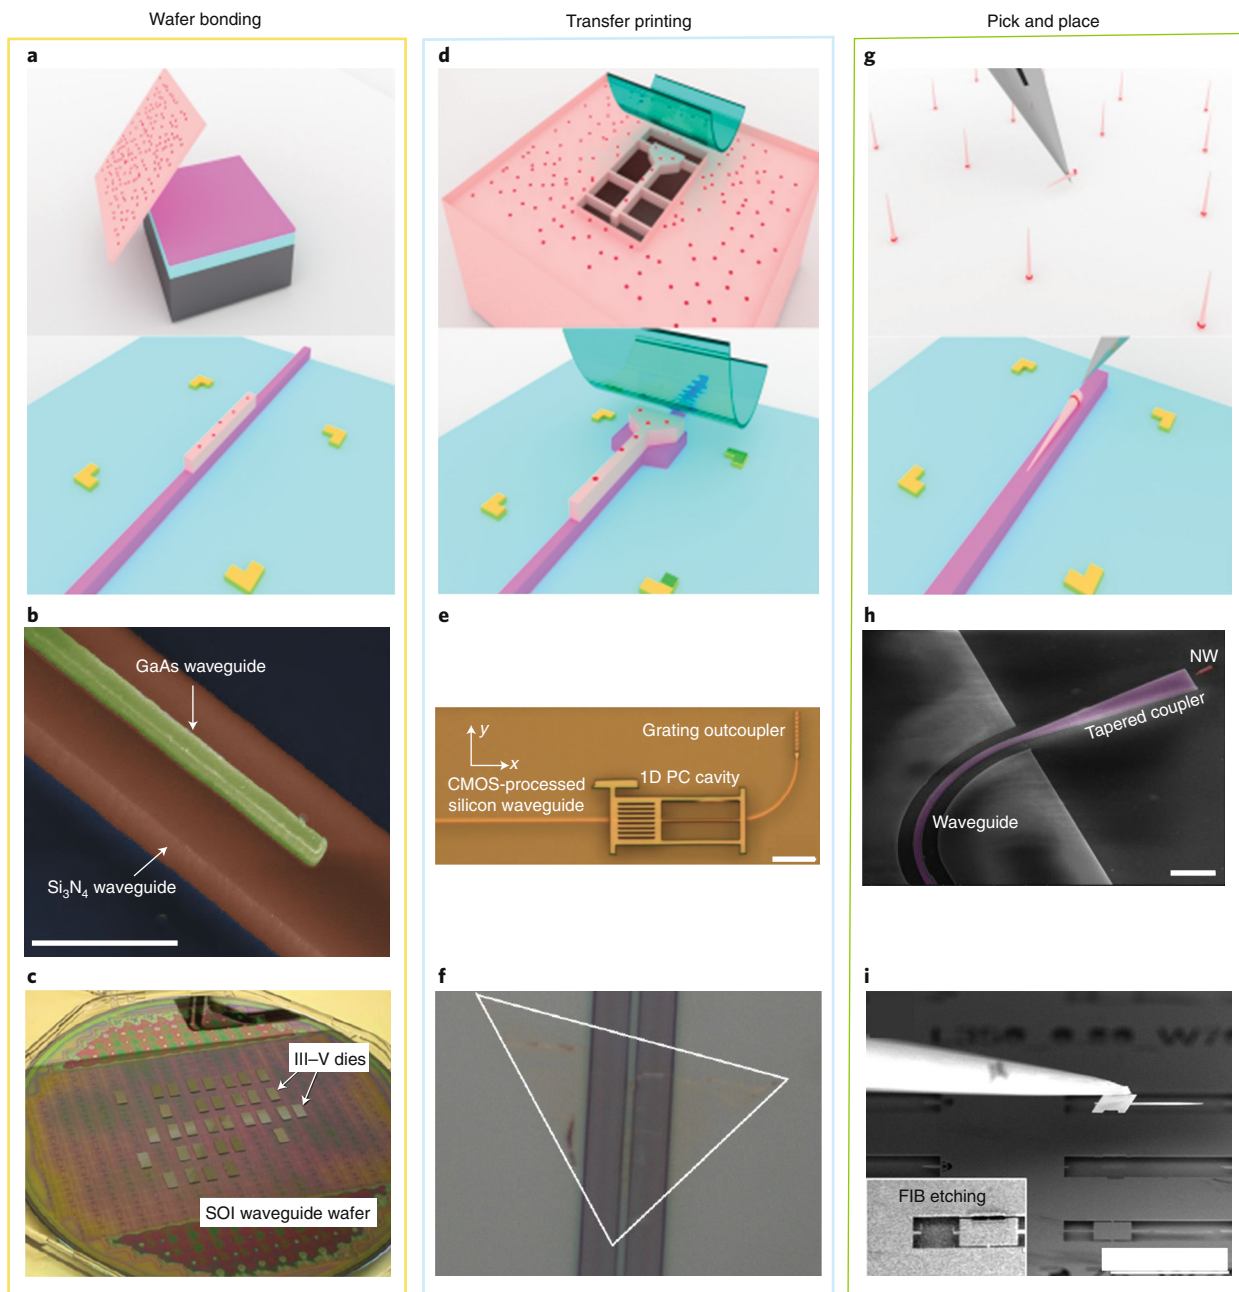 Wafer bonding
Transfer printing
Pick and place
a
d
g
b
GaAs waveguide
Si₃N₄ waveguide
e
y
x
Grating outcoupler
1D PC cavity
CMOS-processed
silicon waveguide
h
NW
Tapered coupler
Waveguide
c
III–V dies
SOI waveguide wafer
f
i
FIB etching